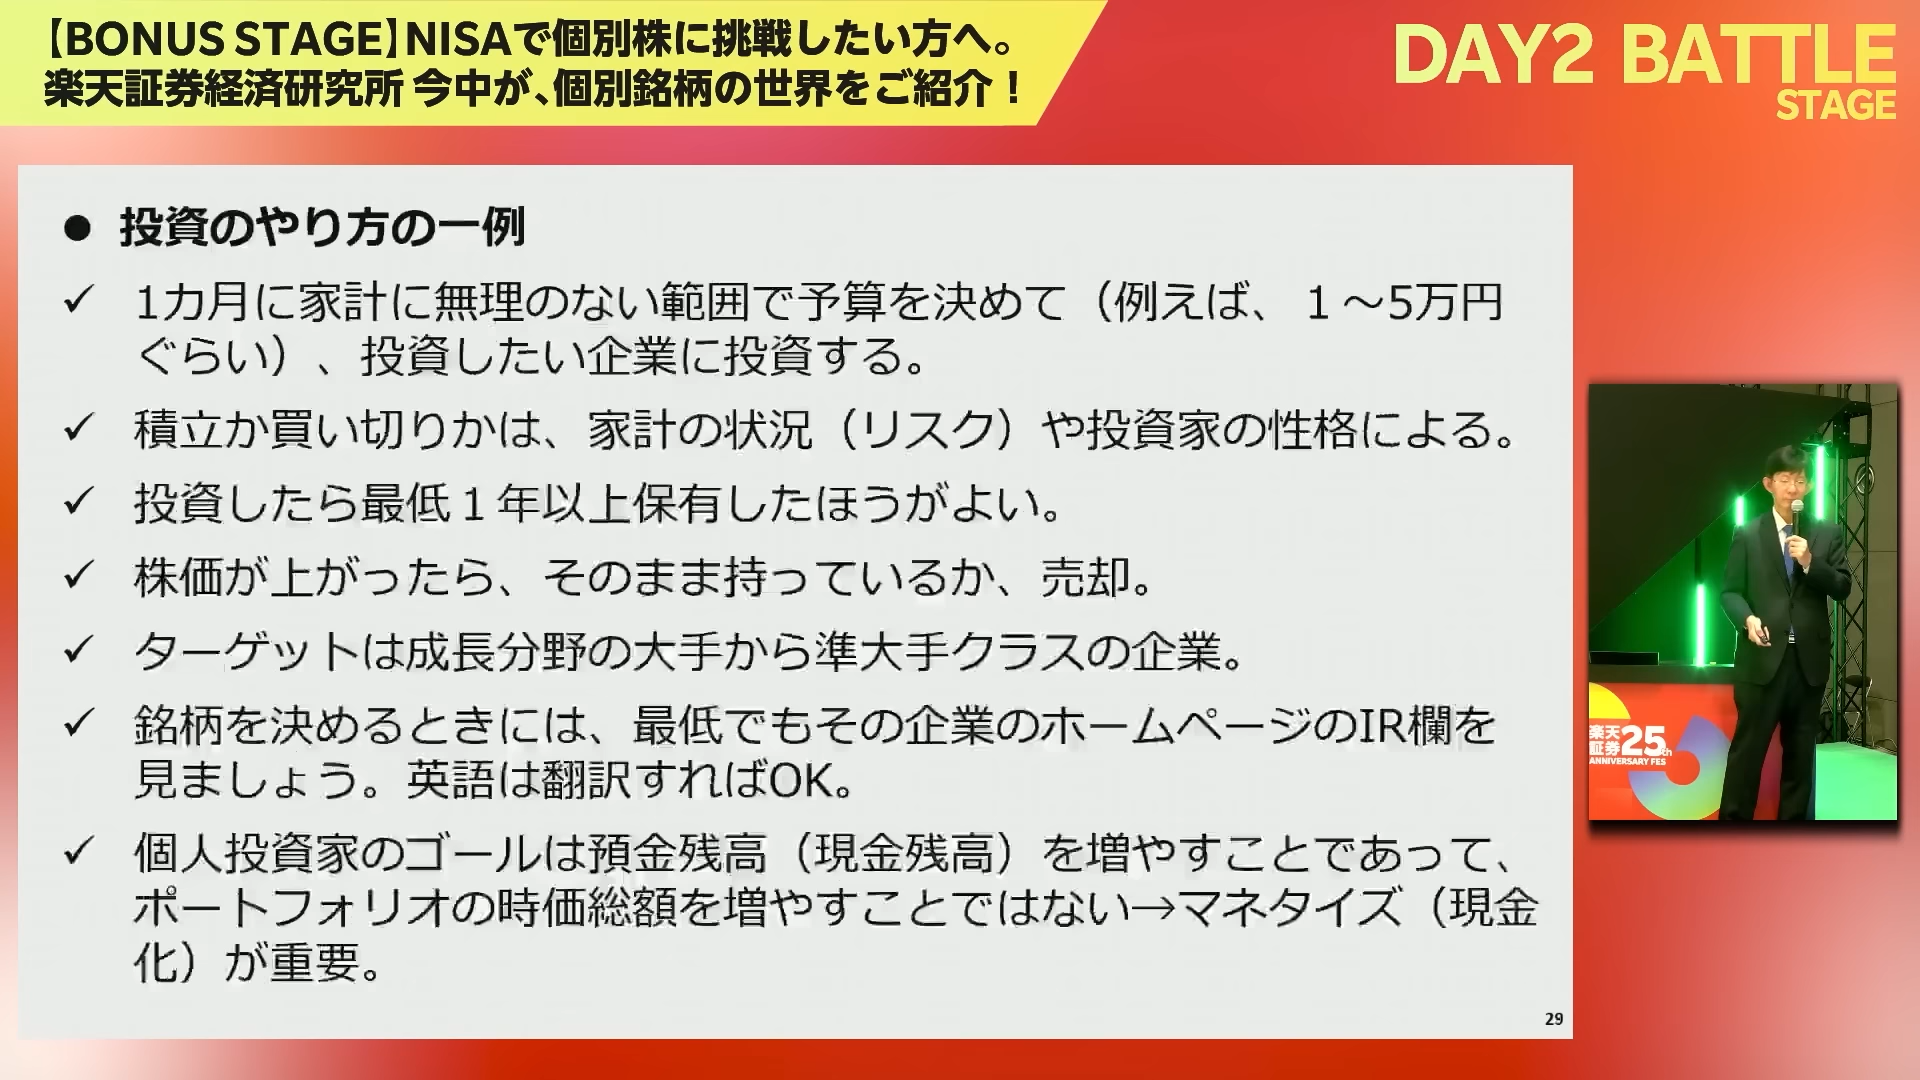 【BONUS STAGE】NISAで個別株に挑戦したい方へ。
楽天証券経済研究所 今中が、個別銘柄の世界をご紹介！
DAY2 BATTLE
STAGE
● 投資のやり方の一例
✓ 1カ月に家計に無理のない範囲で予算を決めて（例えば、１～5万円
ぐらい）、投資したい企業に投資する。
✓ 積立か買い切りかは、家計の状況（リスク）や投資家の性格による。
✓ 投資したら最低１年以上保有したほうがよい。
✓ 株価が上がったら、そのまま持っているか、売却。
✓ ターゲットは成長分野の大手から準大手クラスの企業。
✓ 銘柄を決めるときには、最低でもその企業のホームページのIR欄を
見ましょう。英語は翻訳すればOK。
✓ 個人投資家のゴールは預金残高（現金残高）を増やすことであって、
ポートフォリオの時価総額を増やすことではない→マネタイズ（現金
化）が重要。
29
楽天
証券25th
ANNIVERSARY FES